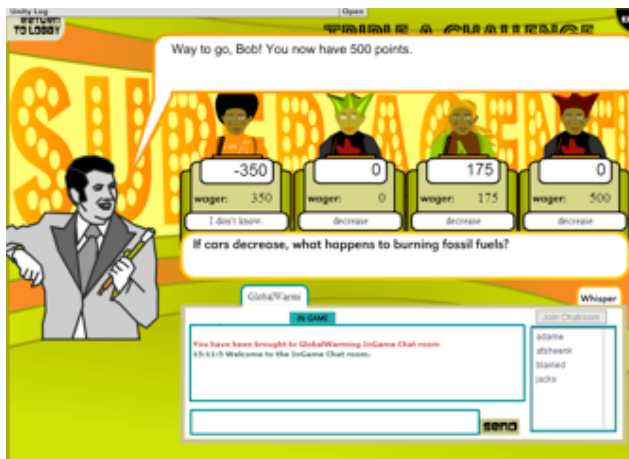 Unity Log
Open
RETURN
TO LOBBY
TRIPLE A CHALLENGE
Way to go, Bob! You now have 500 points.
-350
0
175
0
wager: 350
wager: 0
wager: 175
wager: 500
I don't know.
decrease
decrease
decrease
If cars decrease, what happens to burning fossil fuels?
GlobalWarmi
Whisper
IN GAME
Join Chatroom
You have been brought to GlobalWarming InGame Chat room
15:11:5 Welcome to the InGame Chat room.
adame
afsheenk
blained
jacks
send